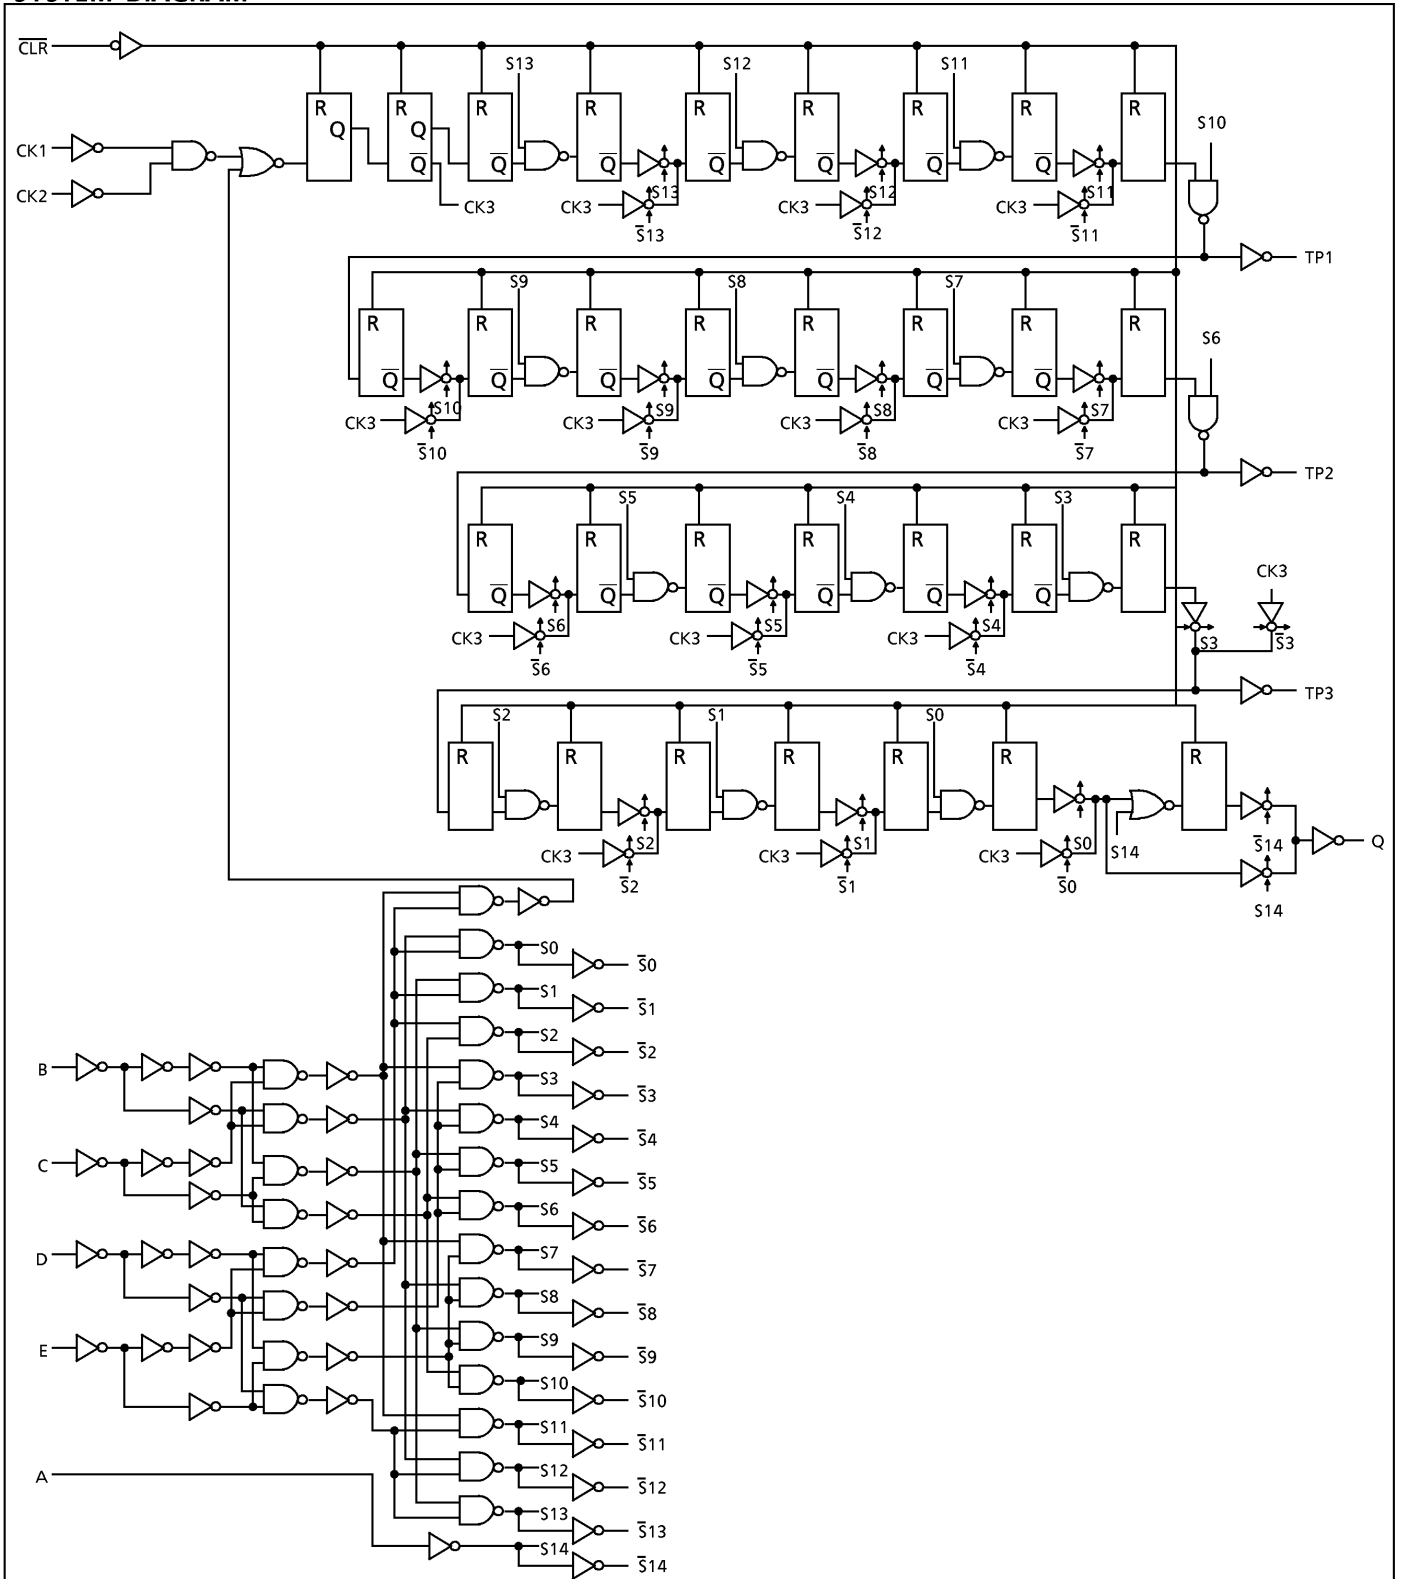 SYSTEM DIAGRAM
CLR
S13 S12 S11
R R R R R R R R R
Q Q S10
CK1 Q Q Q Q Q Q Q
CK2 S13 S12 S11
CK3 CK3 CK3 CK3
S13 S12 S11
TP1
S9 S8 S7
R R R R R R R R
S6
Q Q Q Q Q Q Q
S10 S9 S8 S7
CK3 CK3 CK3 CK3
S10 S9 S8 S7
TP2
S5 S4 S3
R R R R R R R
CK3
Q Q Q Q Q Q
S6 S5 S4
CK3 CK3 CK3 S3 S3
S6 S5 S4
TP3
S2 S1 S0
R R R R R R R
S2 S1 S0 S14 S14 Q
CK3 CK3 CK3
S2 S1 S0
S14
S0
S0
S1
S1
S2
S2
B
S3
S3
S4
S4
C
S5
S5
S6
S6
D
S7
S7
S8
S8
E
S9
S9
S10
S10
S11
S11
A
S12
S12
S13
S13
S14
S14